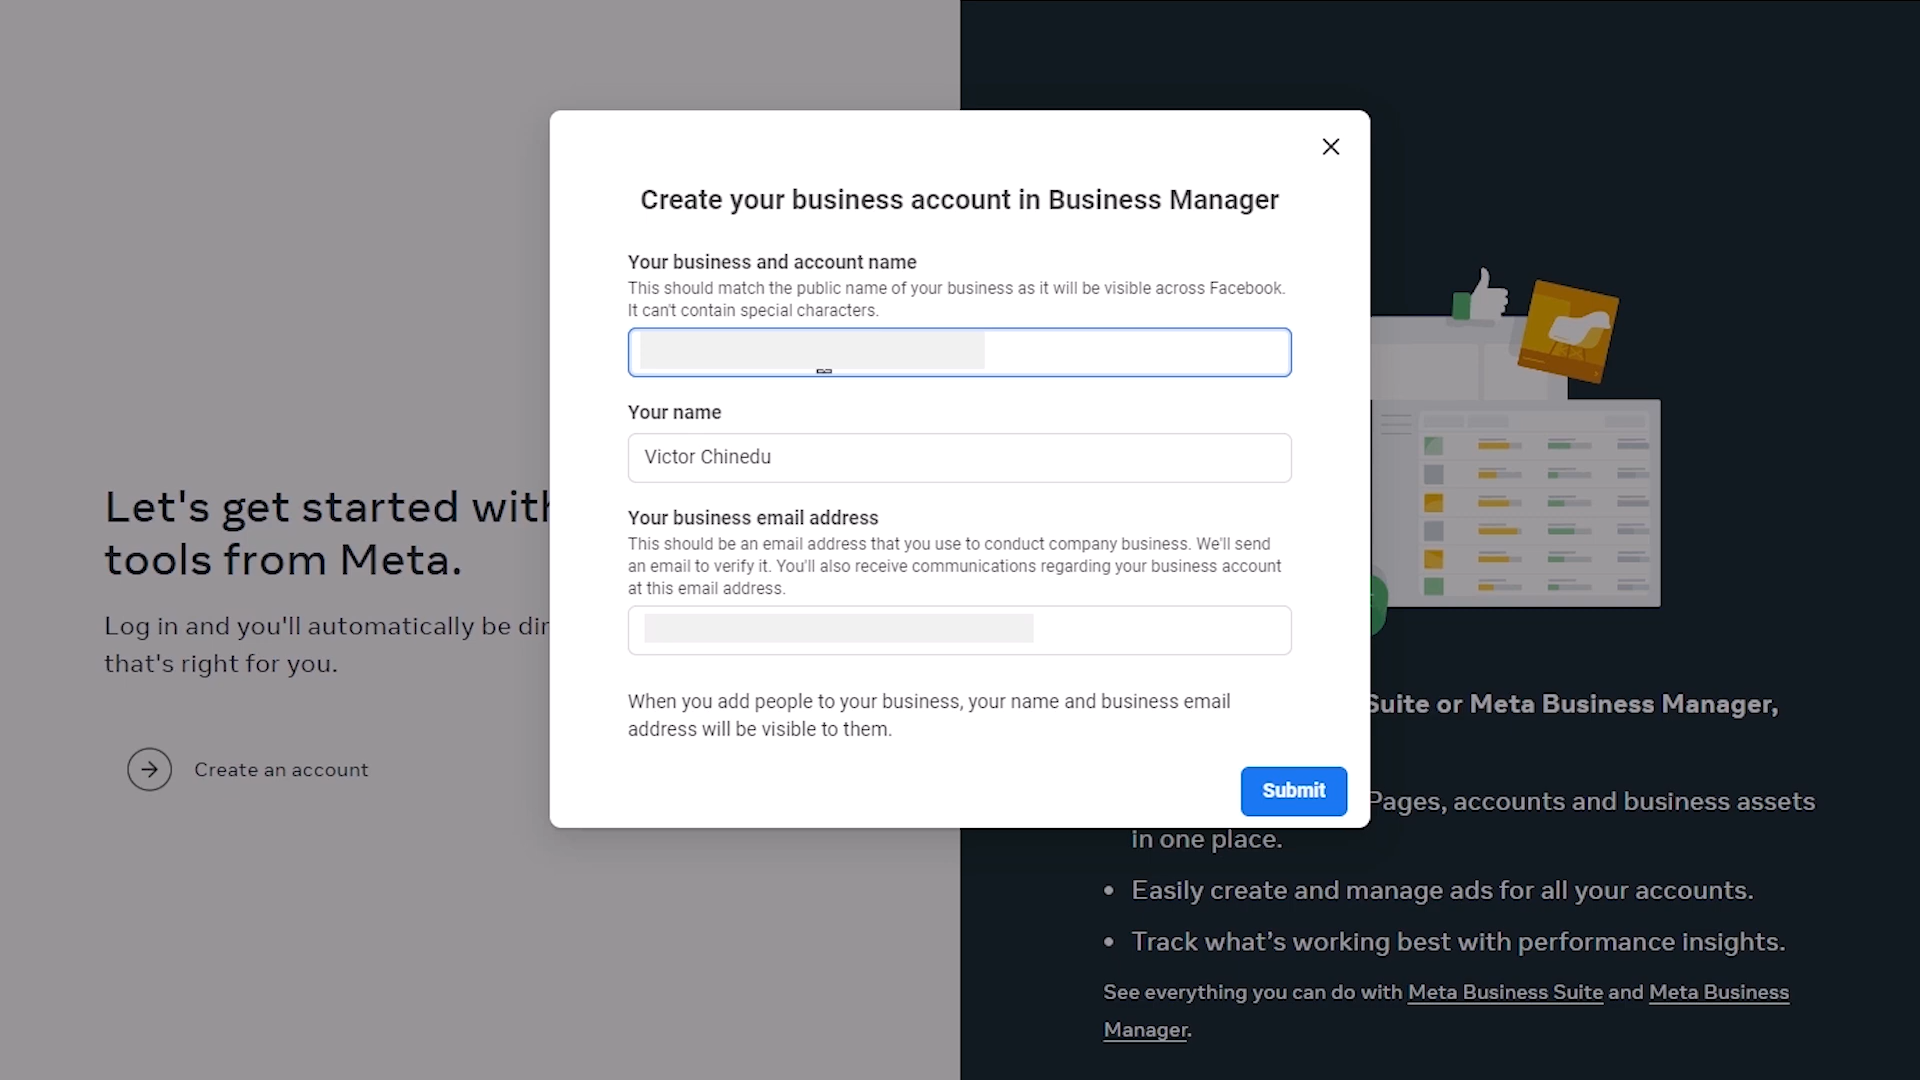 Create your business account in Business Manager
Your business and account name
This should match the public name of your business as it will be visible across Facebook.
It can't contain special characters.
Your name
Victor Chinedu
Your business email address
This should be an email address that you use to conduct company business. We'll send
an email to verify it. You'll also receive communications regarding your business account
at this email address.
When you add people to your business, your name and business email
address will be visible to them.
Submit
Let's get started with
tools from Meta.
Log in and you'll automatically be
that's right for you.
Create an account
Suite or Meta Business Manager,
Pages, accounts and business assets
in one place.
• Easily create and manage ads for all your accounts.
• Track what’s working best with performance insights.
See everything you can do with Meta Business Suite and Meta Business
Manager.